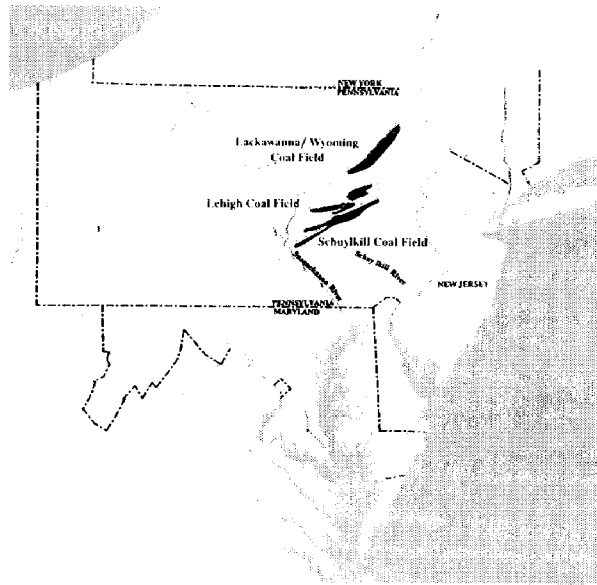 NEW YORK
PENNSYLVANIA
Lackawanna/ Wyoming
Coal Field
Lehigh Coal Field
Schuylkill Coal Field
Susquehanna River
Schuylkill River
NEW JERSEY
PENNSYLVANIA
MARYLAND